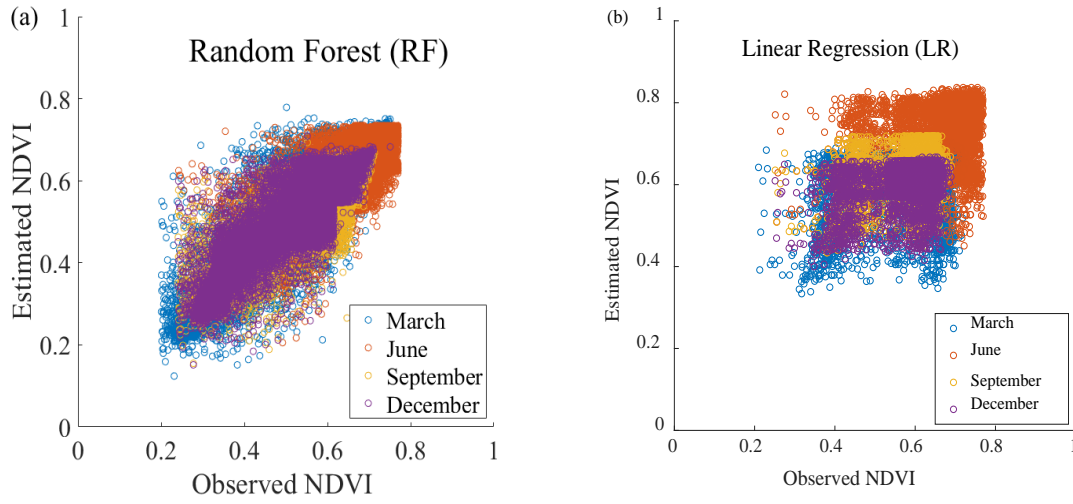 (a)
Random Forest (RF)
Estimated NDVI
1
0.8
0.6
0.4
0.2
0
0
0.2
0.4
0.6
0.8
1
Observed NDVI
March
June
September
December
(b)
Linear Regression (LR)
Estimated NDVI
1
0.8
0.6
0.4
0.2
0
0
0.2
0.4
0.6
0.8
1
Observed NDVI
March
June
September
December